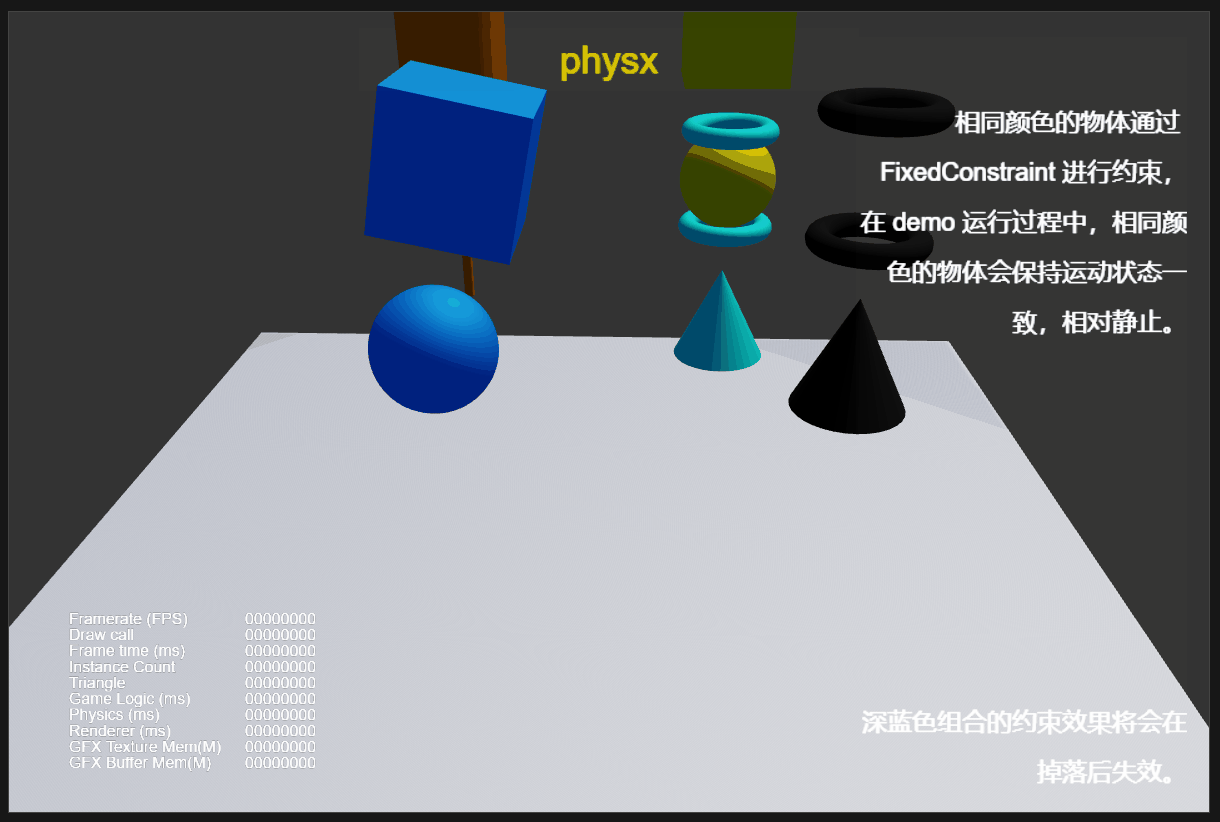 physx
相同颜色的物体通过
FixedConstraint 进行约束，
在 demo 运行过程中，相同颜
色的物体会保持运动状态一
致，相对静止。
Framerate (FPS) 00000000
Draw call 00000000
Frame time (ms) 00000000
Instance Count 00000000
Triangle 00000000
Game Logic (ms) 00000000
Physics (ms) 00000000
Renderer (ms) 00000000
GFX Texture Mem(M) 00000000
GFX Buffer Mem(M) 00000000
深蓝色组合的约束效果将会在
掉落后失效。